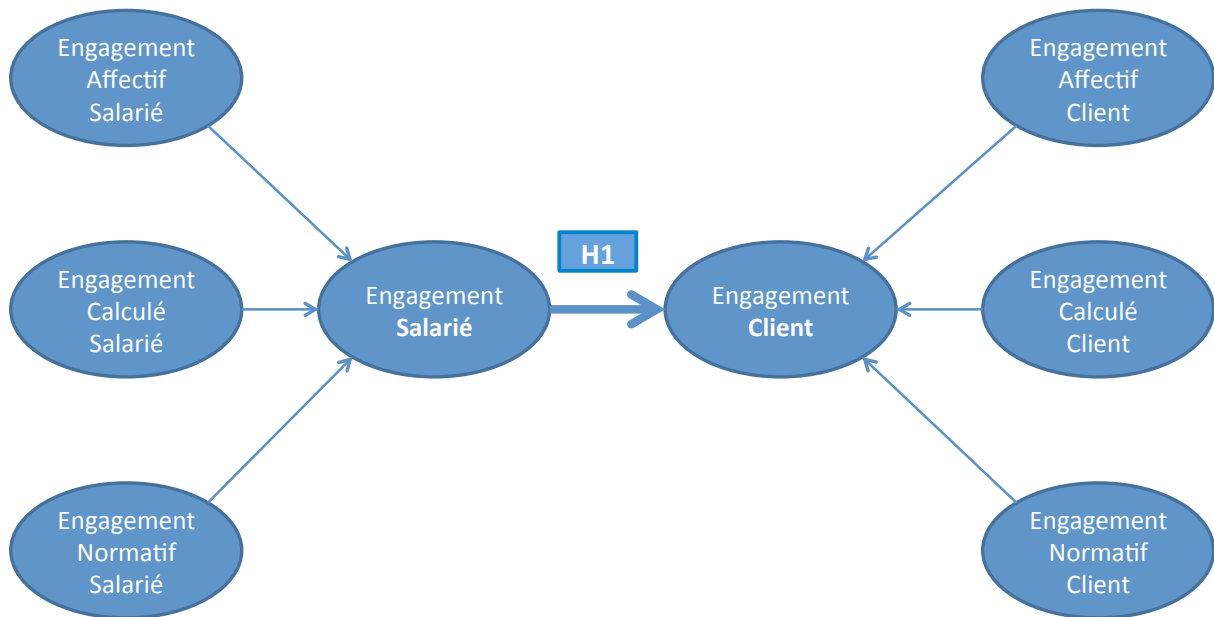 Engagement
Affectif
Salarié
Engagement
Affectif
Client
H1
Engagement
Calculé
Salarié
Engagement
Salarié
Engagement
Client
Engagement
Calculé
Client
Engagement
Normatif
Salarié
Engagement
Normatif
Client